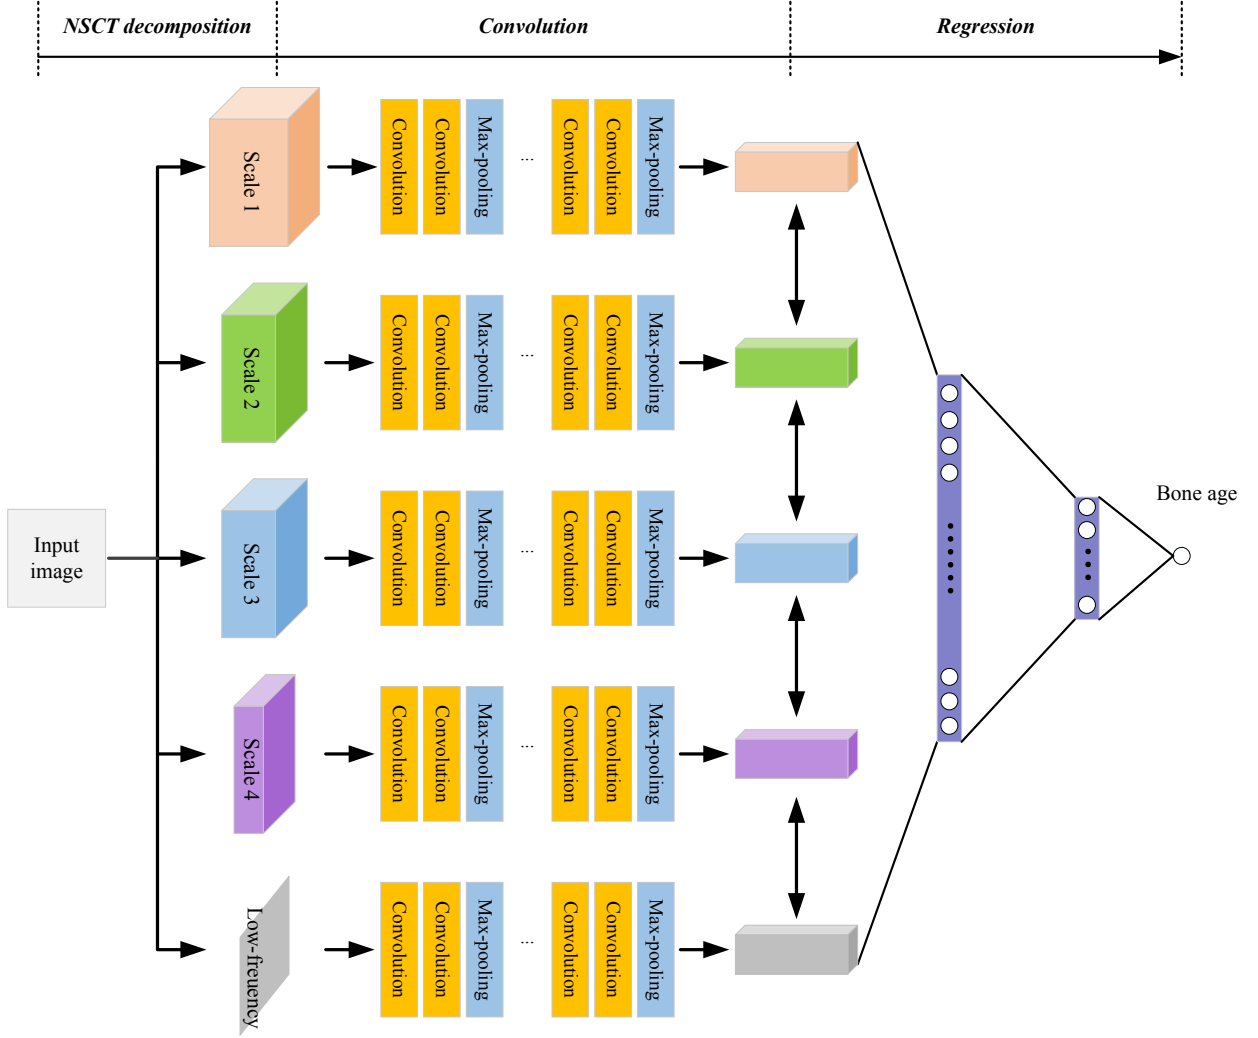 NSCT decomposition
Convolution
Regression
Scale 1
Convolution
Convolution
Max-pooling
...
Convolution
Convolution
Max-pooling
Scale 2
Convolution
Convolution
Max-pooling
...
Convolution
Convolution
Max-pooling
Input
image
Scale 3
Convolution
Convolution
Max-pooling
...
Convolution
Convolution
Max-pooling
Bone age
Scale 4
Convolution
Convolution
Max-pooling
...
Convolution
Convolution
Max-pooling
Low-freuency
Convolution
Convolution
Max-pooling
...
Convolution
Convolution
Max-pooling